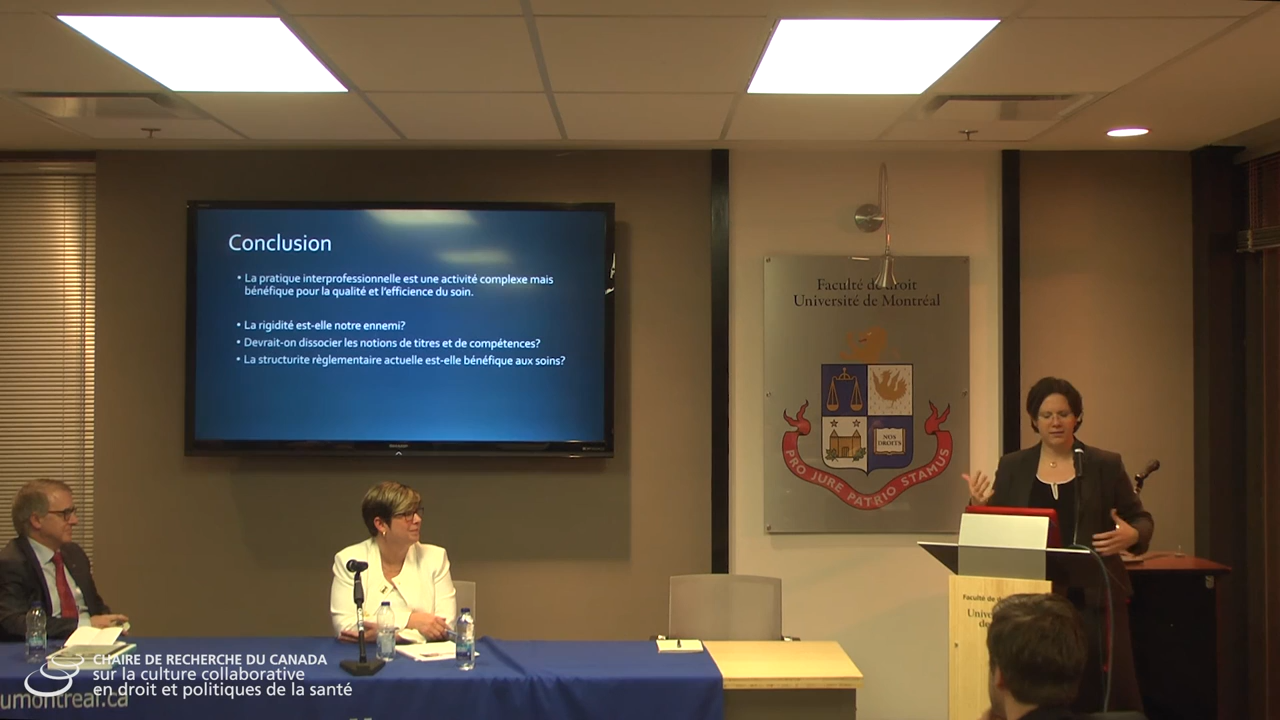 Conclusion
• La pratique interprofessionnelle est une activité complexe mais
bénéfique pour la qualité et l'efficience du soin.
• La rigidité est-elle notre ennemi?
• Devrait-on dissocier les notions de titres et de compétences?
• La structurite règlementaire actuelle est-elle bénéfique aux soins?
Faculté de droit
Université de Montréal
NOS
DROITS
PRO JURE PATRIO STAMUS
Faculté de
CHAIRE DE RECHERCHE DU CANADA
sur la culture collaborative
en droit et politiques de la santé
umontreal.ca